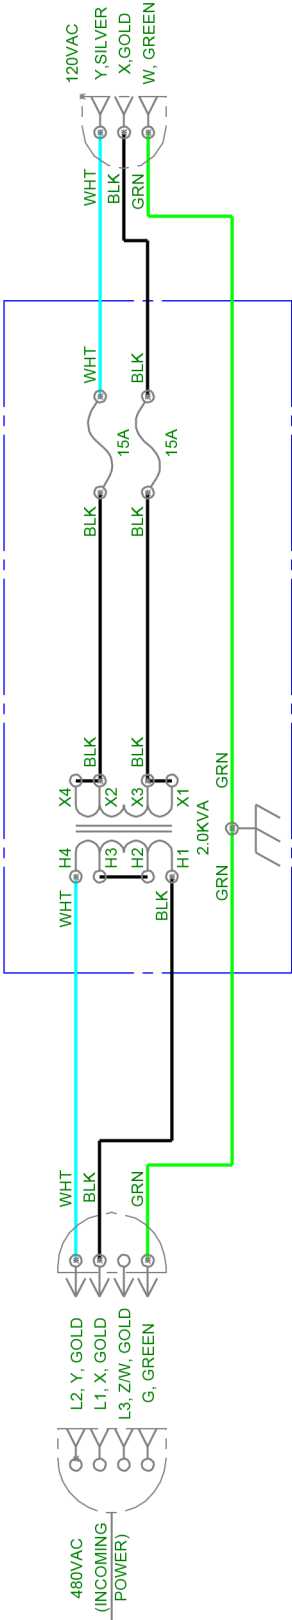 120VAC
Y,SILVER
X,GOLD
W, GREEN
WHT
BLK
GRN
WHT
BLK
15A
15A
BLK
BLK
BLK
BLK
X4
X2
X3
X1
GRN
2.0KVA
H4
H3
H2
H1
GRN
WHT
BLK
WHT
BLK
GRN
L2, Y, GOLD
L1, X, GOLD
L3, Z/W, GOLD
G, GREEN
480VAC
(INCOMING
POWER)